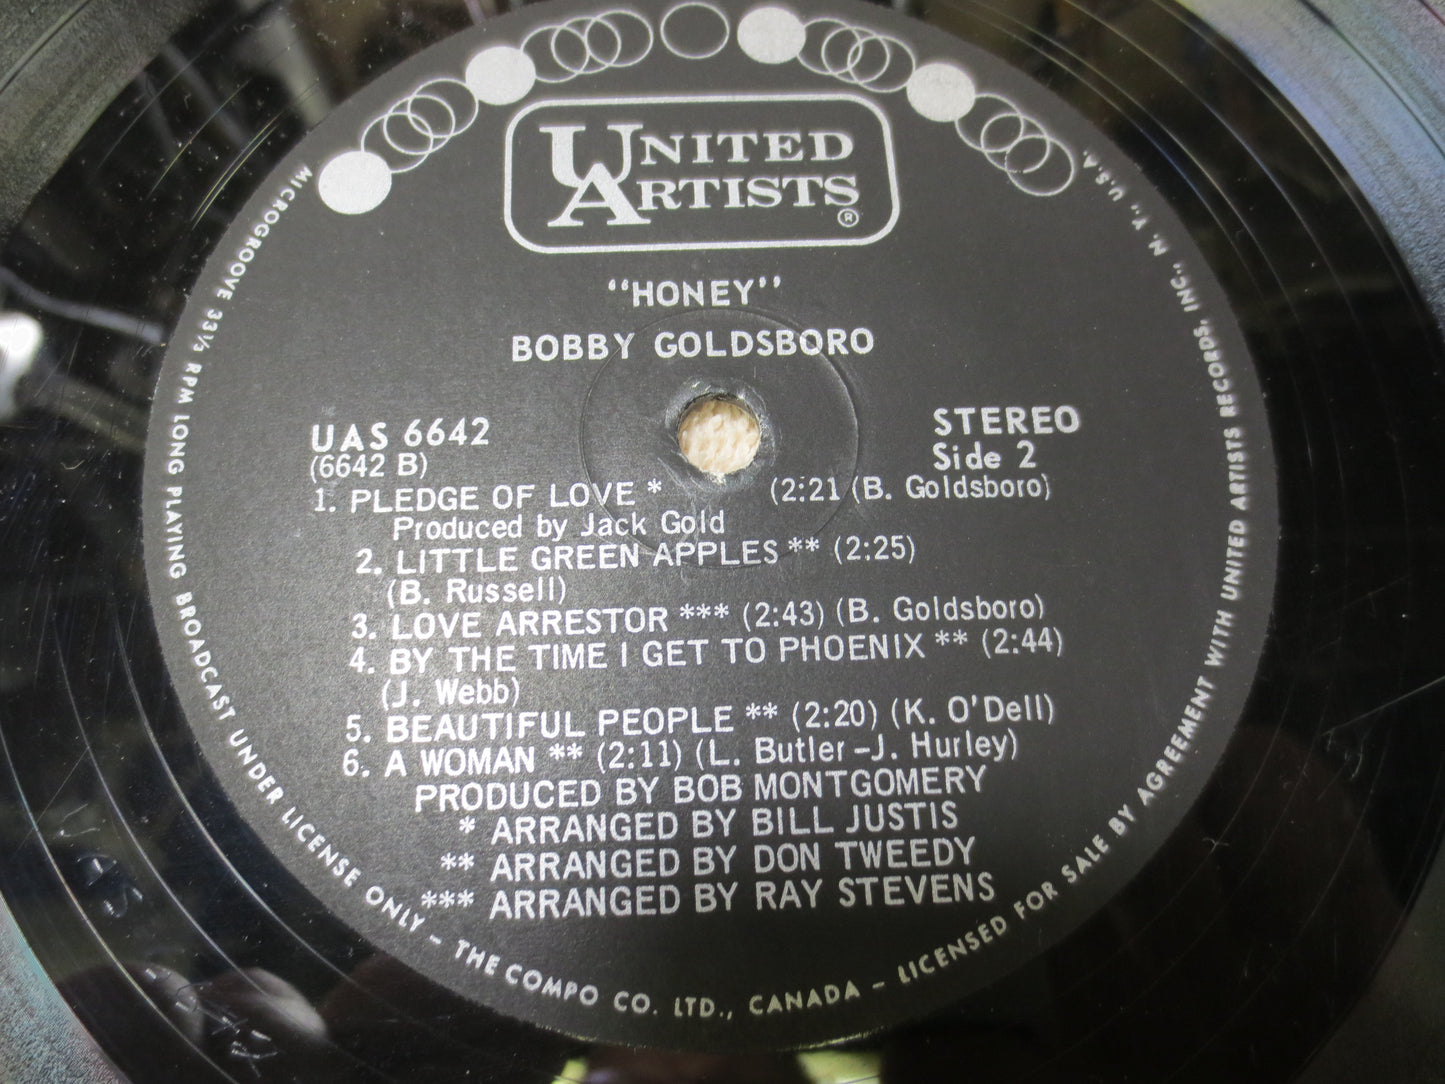 UNITED
ARTISTS®
"HONEY"
BOBBY GOLDSBORO
UAS 6642
(6642 B)
STEREO
Side 2
1. PLEDGE OF LOVE * (2:21 (B. Goldsboro)
Produced by Jack Gold
2. LITTLE GREEN APPLES ** (2:25)
(B. Russell)
3. LOVE ARRESTOR *** (2:43) (B. Goldsboro)
4. BY THE TIME I GET TO PHOENIX ** (2:44)
(J. Webb)
5. BEAUTIFUL PEOPLE ** (2:20) (K. O'Dell)
6. A WOMAN ** (2:11) (L. Butler-J. Hurley)
PRODUCED BY BOB MONTGOMERY
* ARRANGED BY BILL JUSTIS
** ARRANGED BY DON TWEEDY
*** ARRANGED BY RAY STEVENS
MICROGROOVE 33⅓ RPM LONG PLAYING BROADCAST UNDER LICENSE ONLY – THE COMPO CO. LTD., CANADA – LICENSED FOR SALE BY AGREEMENT WITH UNITED ARTISTS RECORDS, INC., N. Y., U.S.A.